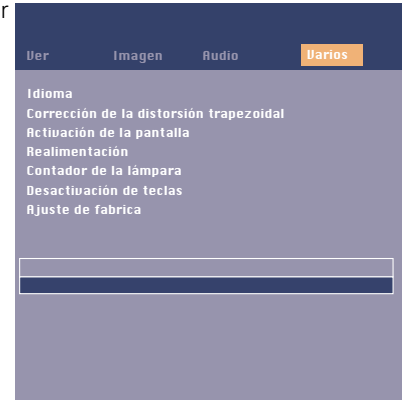 r
Ver Imagen Audio Varios
Idioma
Corrección de la distorsión trapezoidal
Activación de la pantalla
Realimentación
Contador de la lámpara
Desactivación de teclas
Ajuste de fabrica